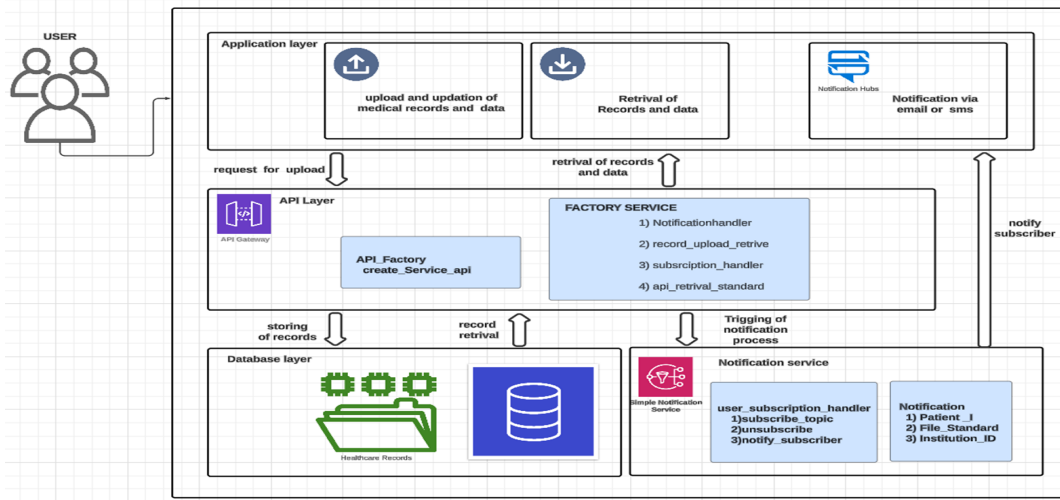 USER
Application layer
upload and updation of
medical records and data
Retrival of
Records and data
Notification Hubs
Notification via
email or sms
request for upload
retrival of records
and data
notify
subscriber
API Layer
API Gateway
API_Factory
create_Service_api
FACTORY SERVICE
1) Notificationhandler
2) record_upload_retrive
3) subsrciption_handler
4) api_retrival_standard
storing
of records
record
retrival
Trigging of
notification
process
Database layer
Healthcare Records
Notification service
Simple Notification
Service
user_subscription_handler
1)subscribe_topic
2)unsubscribe
3)notify_subscriber
Notification
1) Patient _I
2) File_Standard
3) Institution_ID